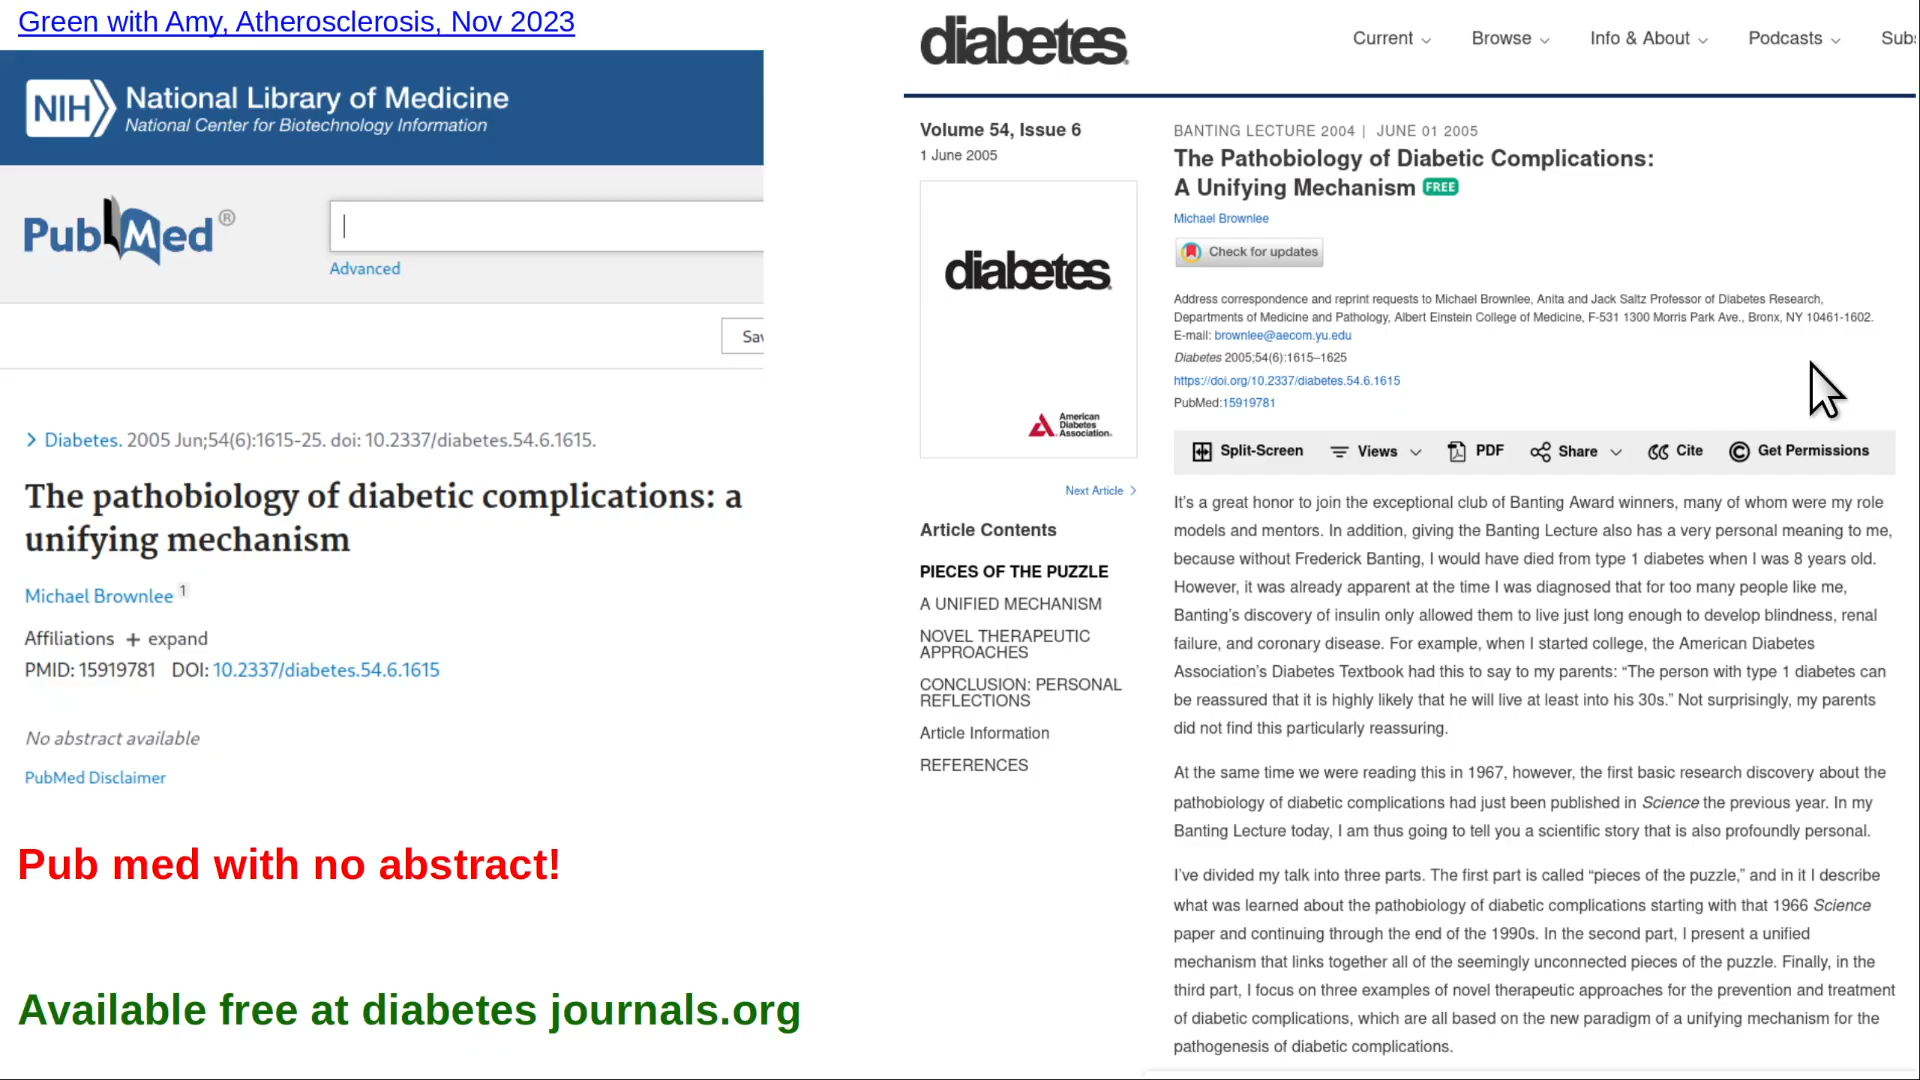 Green with Amy, Atherosclerosis, Nov 2023
NIH
National Library of Medicine
National Center for Biotechnology Information
PubMed®
Advanced
Sav
Diabetes. 2005 Jun;54(6):1615-25. doi: 10.2337/diabetes.54.6.1615.
The pathobiology of diabetic complications: a
unifying mechanism
Michael Brownlee 1
Affiliations + expand
PMID: 15919781 DOI: 10.2337/diabetes.54.6.1615
No abstract available
PubMed Disclaimer
Pub med with no abstract!
Available free at diabetes journals.org
diabetes.
Current
Browse
Info & About
Podcasts
Subs
Volume 54, Issue 6
1 June 2005
diabetes.
American
Diabetes
Association.
Next Article
Article Contents
PIECES OF THE PUZZLE
A UNIFIED MECHANISM
NOVEL THERAPEUTIC
APPROACHES
CONCLUSION: PERSONAL
REFLECTIONS
Article Information
REFERENCES
BANTING LECTURE 2004 | JUNE 01 2005
The Pathobiology of Diabetic Complications:
A Unifying Mechanism FREE
Michael Brownlee
Check for updates
Address correspondence and reprint requests to Michael Brownlee, Anita and Jack Saltz Professor of Diabetes Research,
Departments of Medicine and Pathology, Albert Einstein College of Medicine, F-531 1300 Morris Park Ave., Bronx, NY 10461-1602.
E-mail: brownlee@aecom.yu.edu
Diabetes 2005;54(6):1615–1625
https://doi.org/10.2337/diabetes.54.6.1615
PubMed:15919781
Split-Screen
Views
PDF
Share
Cite
Get Permissions
It's a great honor to join the exceptional club of Banting Award winners, many of whom were my role
models and mentors. In addition, giving the Banting Lecture also has a very personal meaning to me,
because without Frederick Banting, I would have died from type 1 diabetes when I was 8 years old.
However, it was already apparent at the time I was diagnosed that for too many people like me,
Banting's discovery of insulin only allowed them to live just long enough to develop blindness, renal
failure, and coronary disease. For example, when I started college, the American Diabetes
Association's Diabetes Textbook had this to say to my parents: “The person with type 1 diabetes can
be reassured that it is highly likely that he will live at least into his 30s.” Not surprisingly, my parents
did not find this particularly reassuring.
At the same time we were reading this in 1967, however, the first basic research discovery about the
pathobiology of diabetic complications had just been published in Science the previous year. In my
Banting Lecture today, I am thus going to tell you a scientific story that is also profoundly personal.
I've divided my talk into three parts. The first part is called “pieces of the puzzle,” and in it I describe
what was learned about the pathobiology of diabetic complications starting with that 1966 Science
paper and continuing through the end of the 1990s. In the second part, I present a unified
mechanism that links together all of the seemingly unconnected pieces of the puzzle. Finally, in the
third part, I focus on three examples of novel therapeutic approaches for the prevention and treatment
of diabetic complications, which are all based on the new paradigm of a unifying mechanism for the
pathogenesis of diabetic complications.